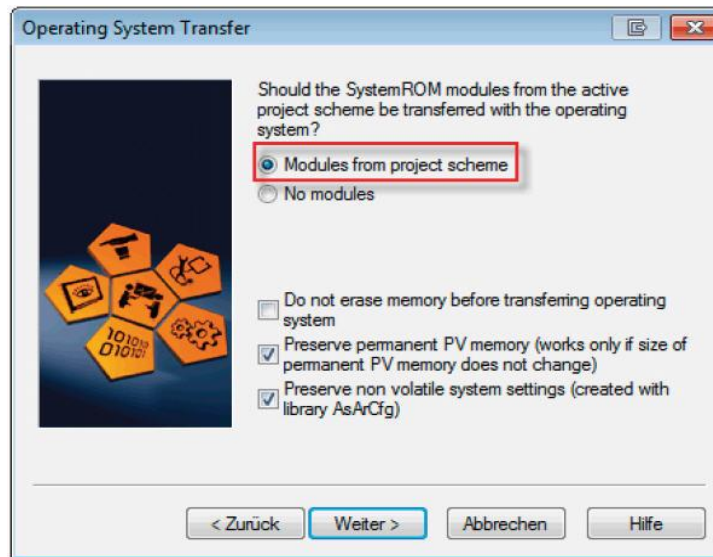 Operating System Transfer
Should the SystemROM modules from the active
project scheme be transferred with the operating
system?
Modules from project scheme
No modules
Do not erase memory before transferring operating
system
Preserve permanent PV memory (works only if size of
permanent PV memory does not change)
Preserve non volatile system settings (created with
library AsArCfg)
101010
010101
< Zurück
Weiter >
Abbrechen
Hilfe